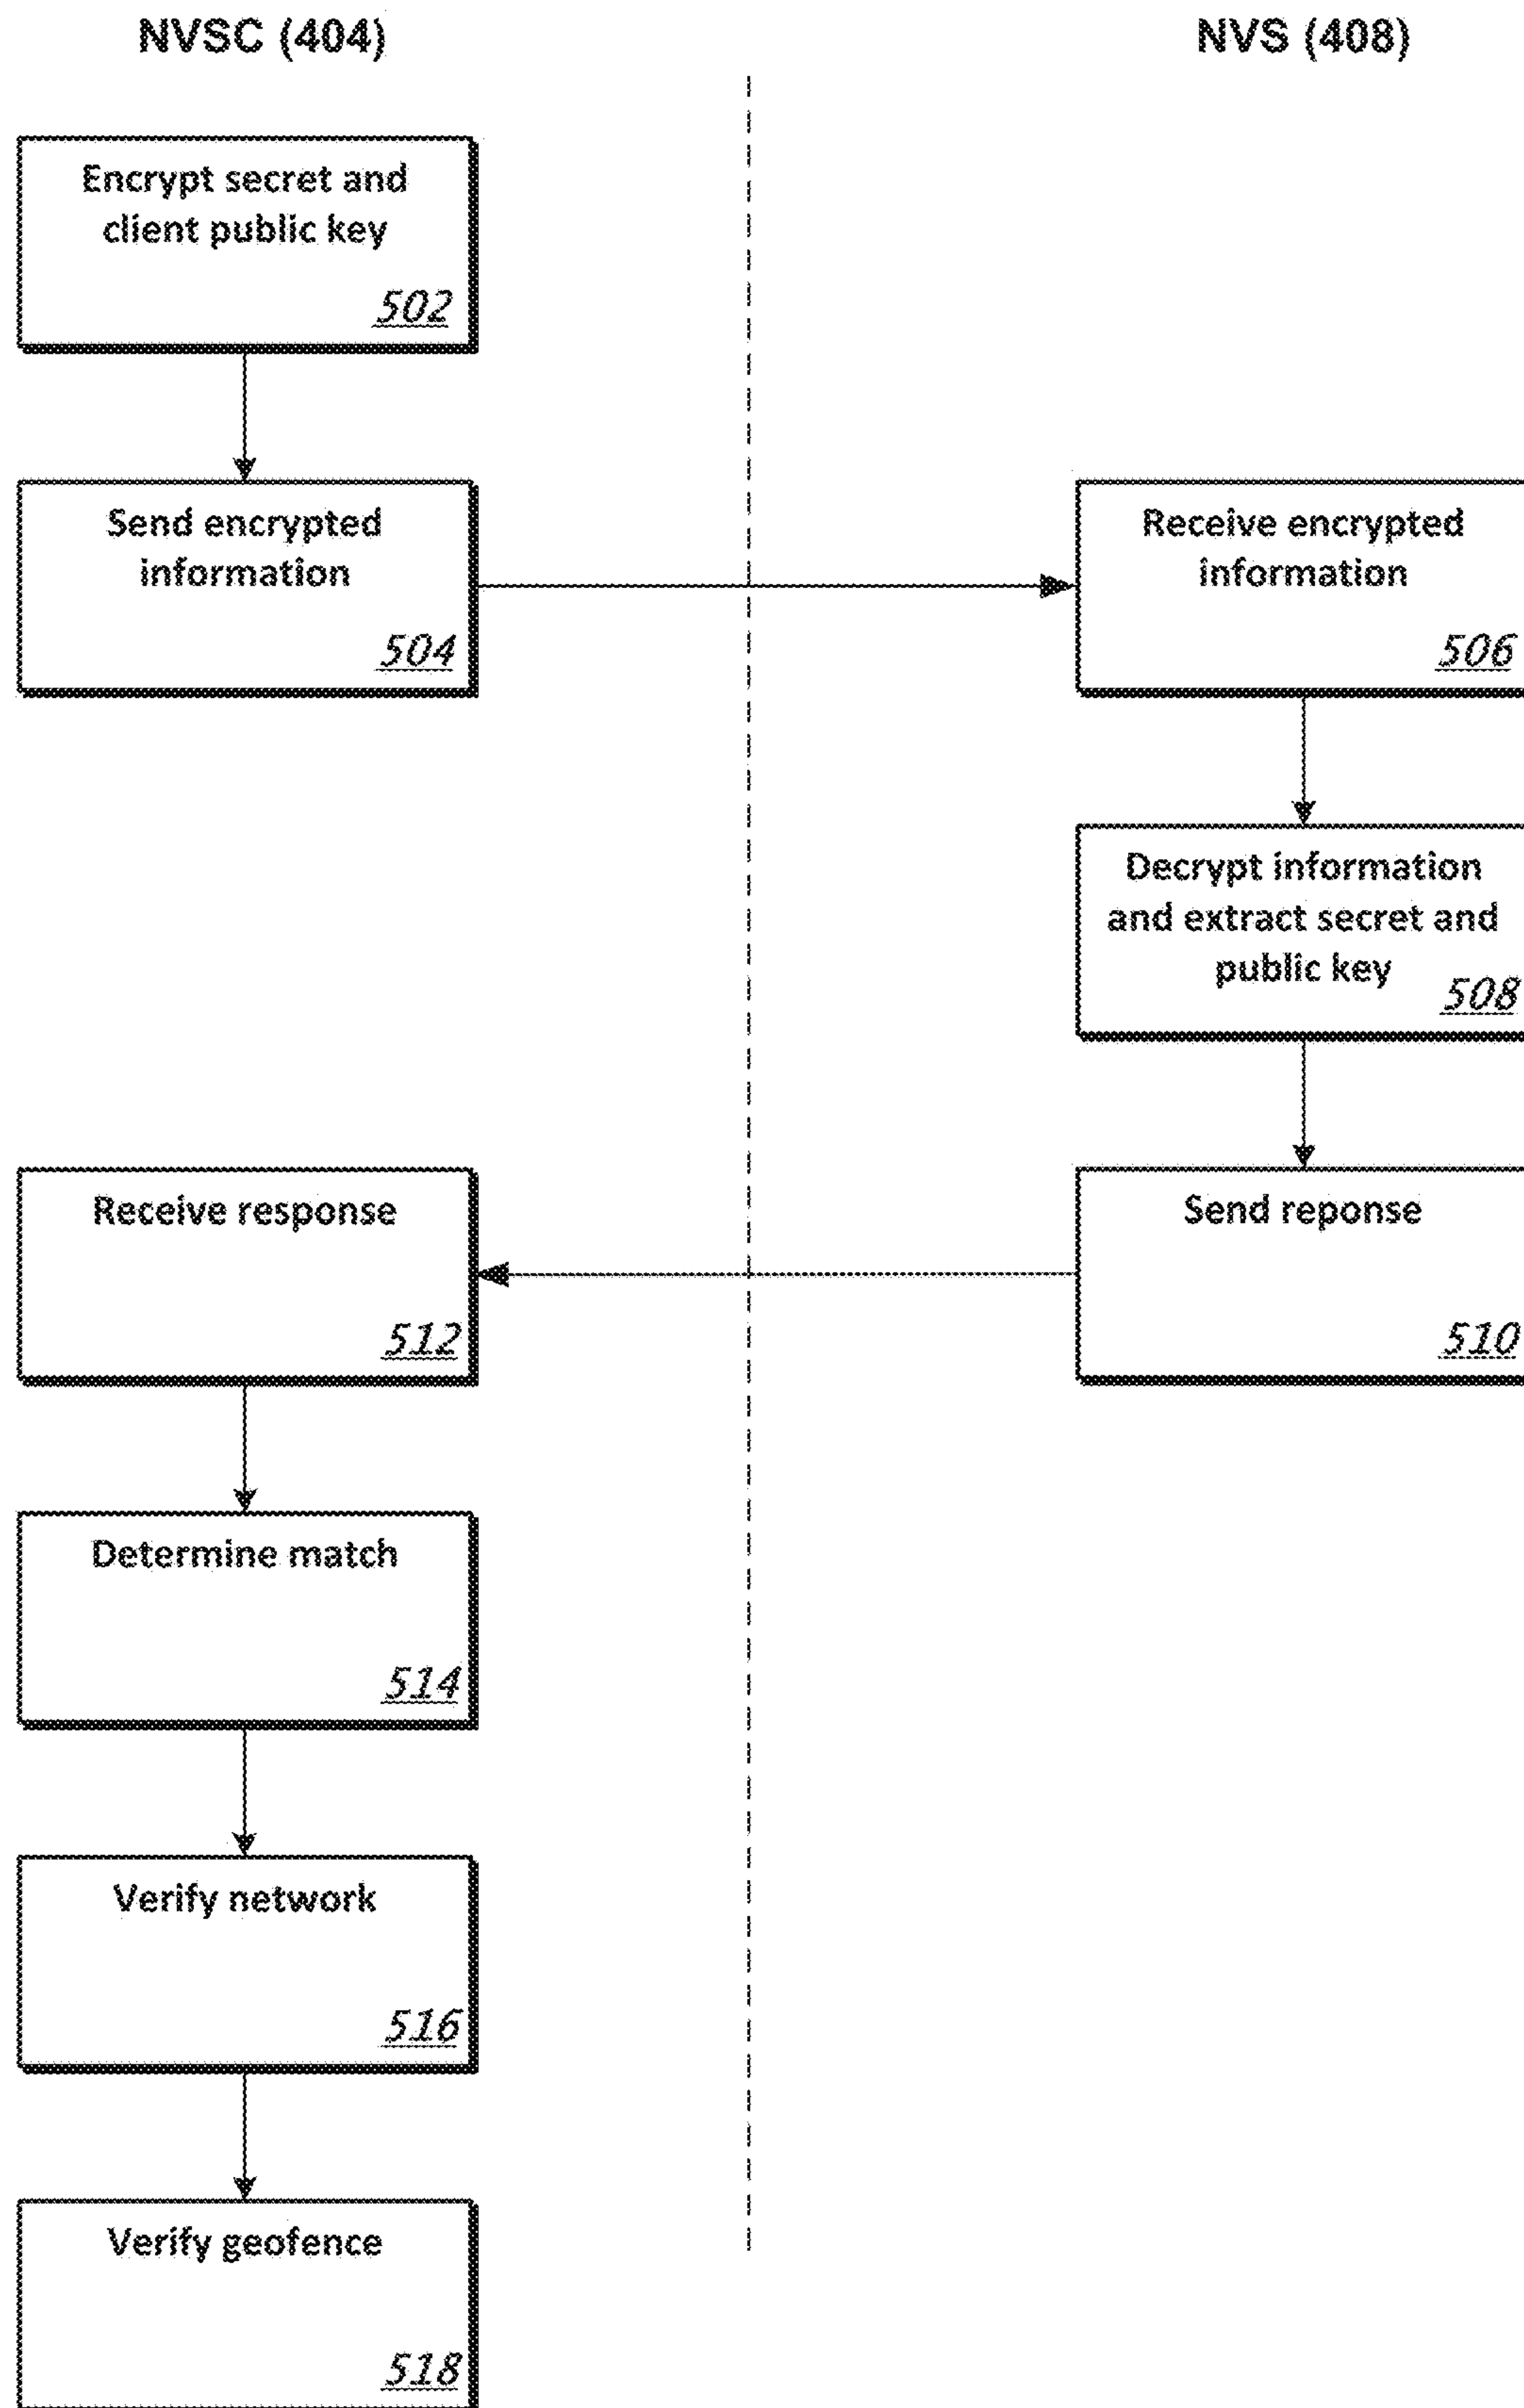 NVSC (404)
NVS (408)
Encrypt secret and
client public key
502
Send encrypted
information
504
Receive encrypted
information
506
Decrypt information
and extract secret and
public key
508
Send reponse
510
Receive response
512
Determine match
514
Verify network
516
Verify geofence
518